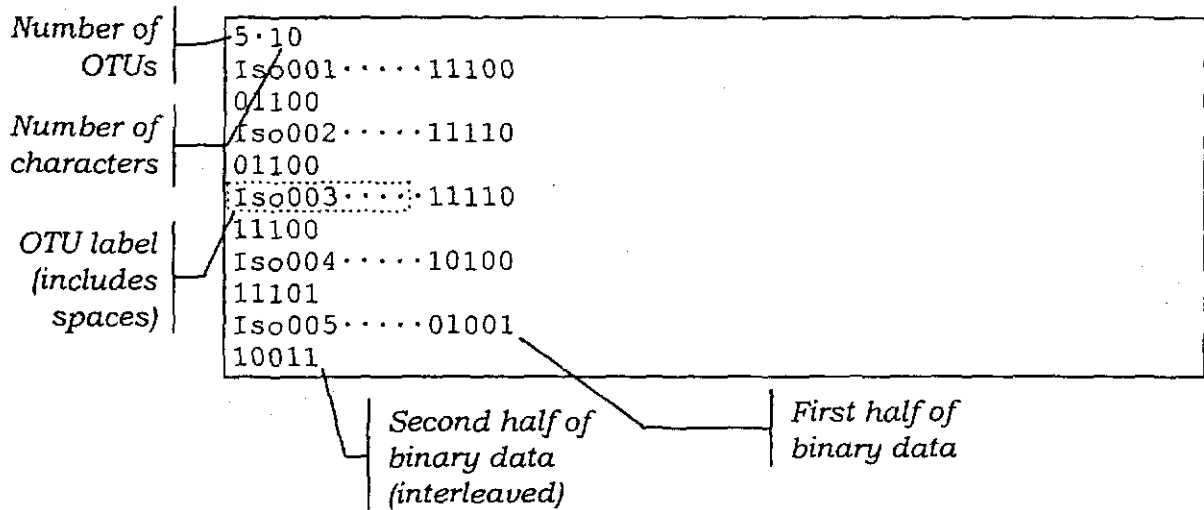 Number of
OTUs
Number of
characters
OTU label
(includes
spaces)
5·10
Iso001·····11100
01100
Iso002·····11110
01100
Iso003·····11110
11100
Iso004·····10100
11101
Iso005·····01001
10011
Second half of
binary data
(interleaved)
First half of
binary data